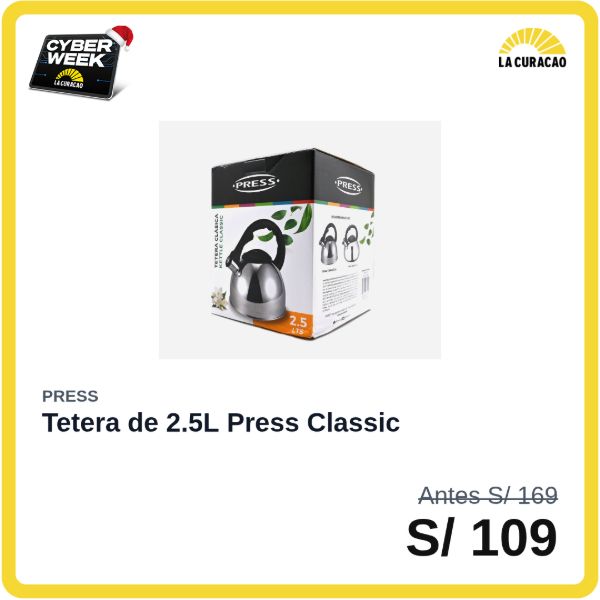 CYBER
WEEK
LA CURACAO
LA CURACAO
PRESS
PRESS
TETERA CLÁSICA
KETTLE CLASSIC
2.5
LTS
PRESS
Tetera de 2.5L Press Classic
Antes S/ 169
S/ 109